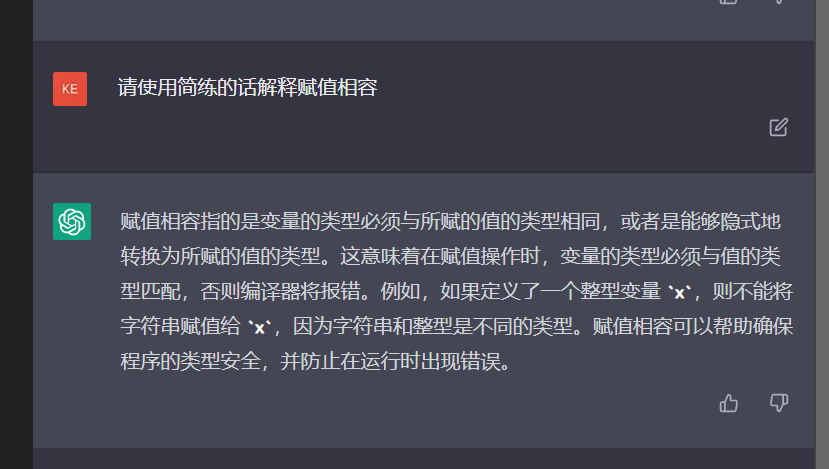 KE
请使用简练的话解释赋值相容
赋值相容指的是变量的类型必须与所赋的值的类型相同，或者是能够隐式地
转换为所赋的值的类型。这意味着在赋值操作时，变量的类型必须与值的类
型匹配，否则编译器将报错。例如，如果定义了一个整型变量 `x`，则不能将
字符串赋值给 `x`，因为字符串和整型是不同的类型。赋值相容可以帮助确保
程序的类型安全，并防止在运行时出现错误。